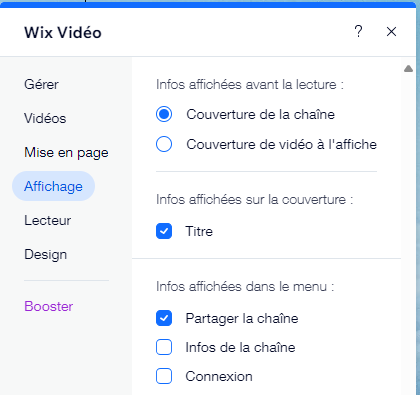 Wix Vidéo
?
Gérer
Vidéos
Mise en page
Affichage
Lecteur
Design
Booster
Infos affichées avant la lecture :
Couverture de la chaîne
Couverture de vidéo à l'affiche
Infos affichées sur la couverture :
Titre
Infos affichées dans le menu :
Partager la chaîne
Infos de la chaîne
Connexion